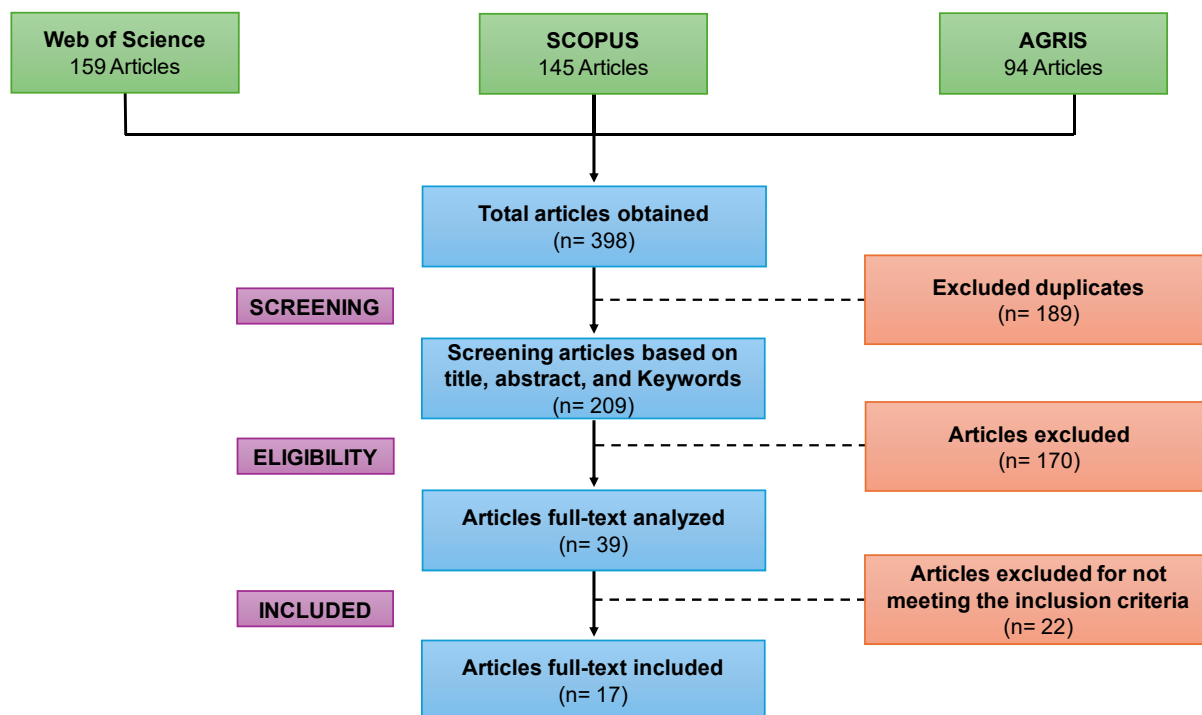 Web of Science
159 Articles
SCOPUS
145 Articles
AGRIS
94 Articles
Total articles obtained
(n= 398)
SCREENING
Excluded duplicates
(n= 189)
Screening articles based on
title, abstract, and Keywords
(n= 209)
ELIGIBILITY
Articles excluded
(n= 170)
Articles full-text analyzed
(n= 39)
INCLUDED
Articles excluded for not
meeting the inclusion criteria
(n= 22)
Articles full-text included
(n= 17)